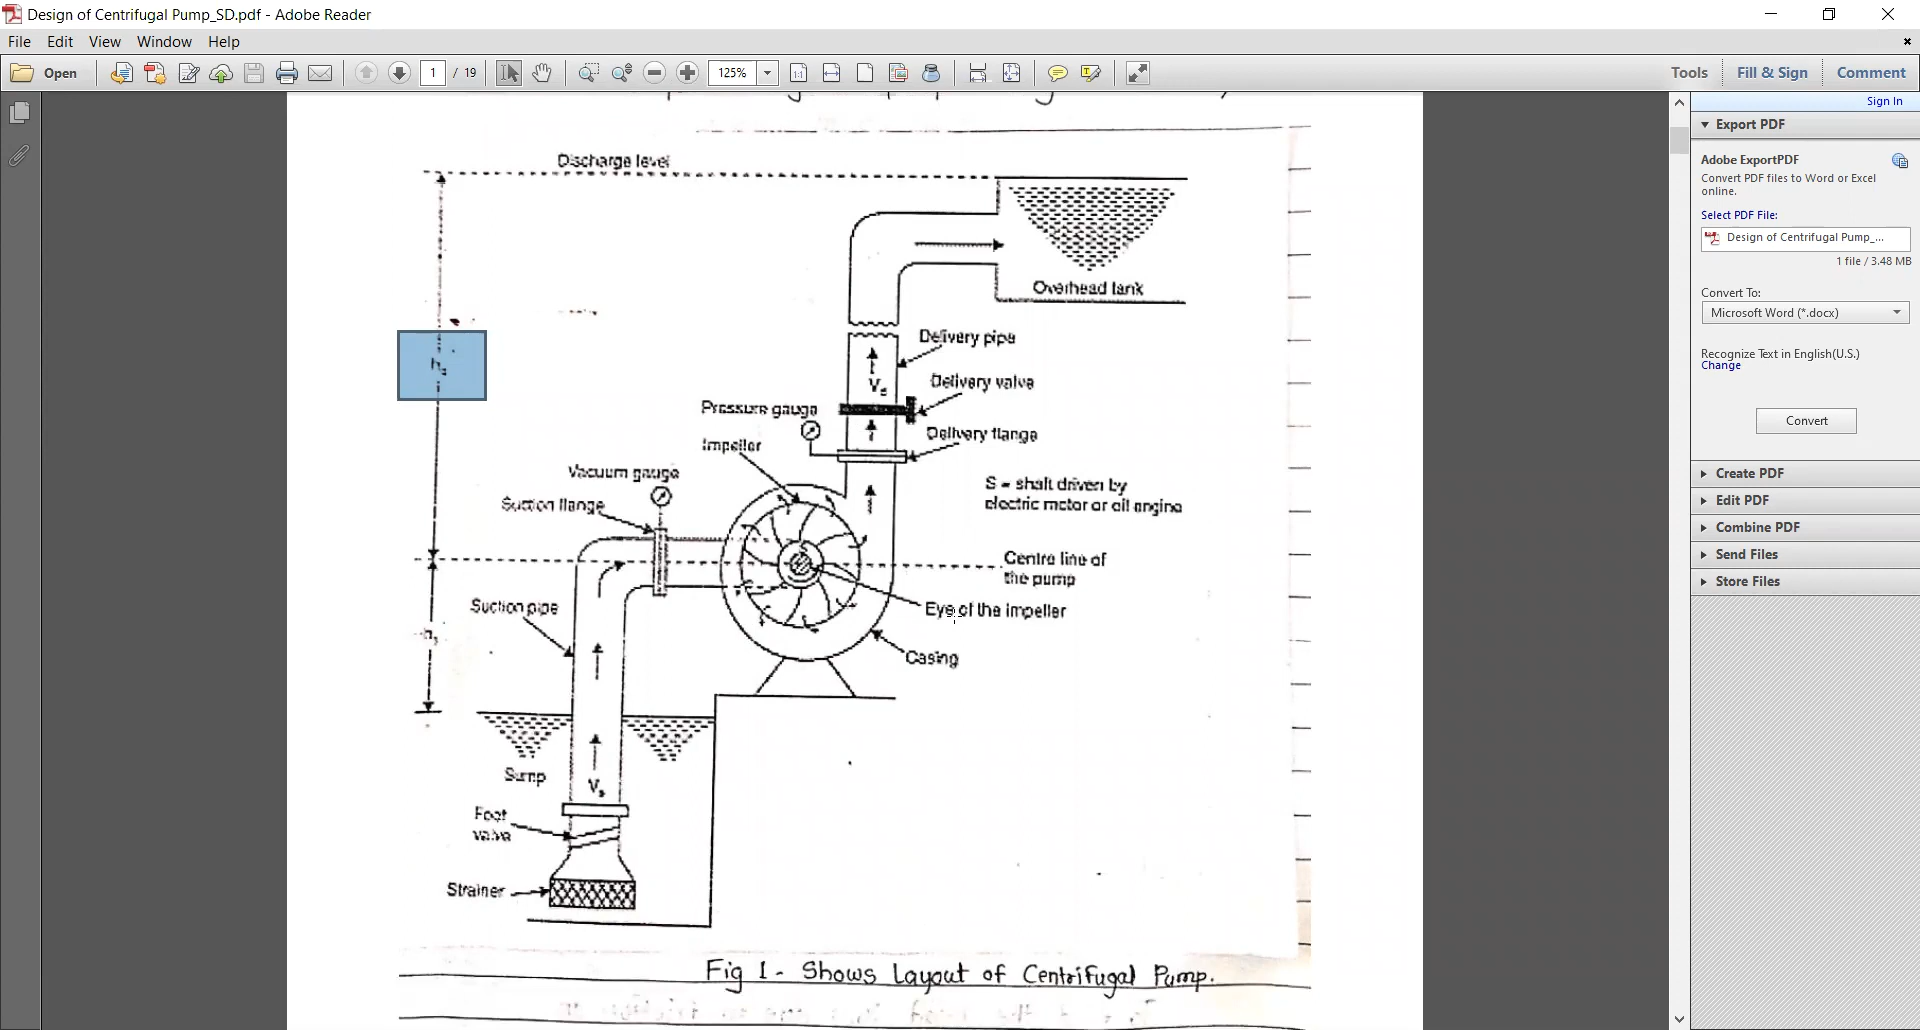 Design of Centrifugal Pump_SD.pdf - Adobe Reader
File Edit View Window Help
Open 1 / 19 125% Tools Fill & Sign Comment
Sign In
Export PDF
Adobe ExportPDF
Convert PDF files to Word or Excel
online.
Select PDF File:
Design of Centrifugal Pump_...
1 file / 3.48 MB
Convert To:
Microsoft Word (*.docx)
Recognize Text in English(U.S.)
Change
Convert
Create PDF
Edit PDF
Combine PDF
Send Files
Store Files
Discharge level
Overhead tank
Delivery pipe
Delivery valve
Pressure gauge
Delivery flange
Impeller
Vacuum gauge
Suction flange
S = shaft driven by
electric motor or oil engine
Centre line of
the pump
Suction pipe
Eye of the impeller
Casing
Sump
Vs
Foot
valve
Strainer
Fig 1 - Shows Layout of Centrifugal Pump.